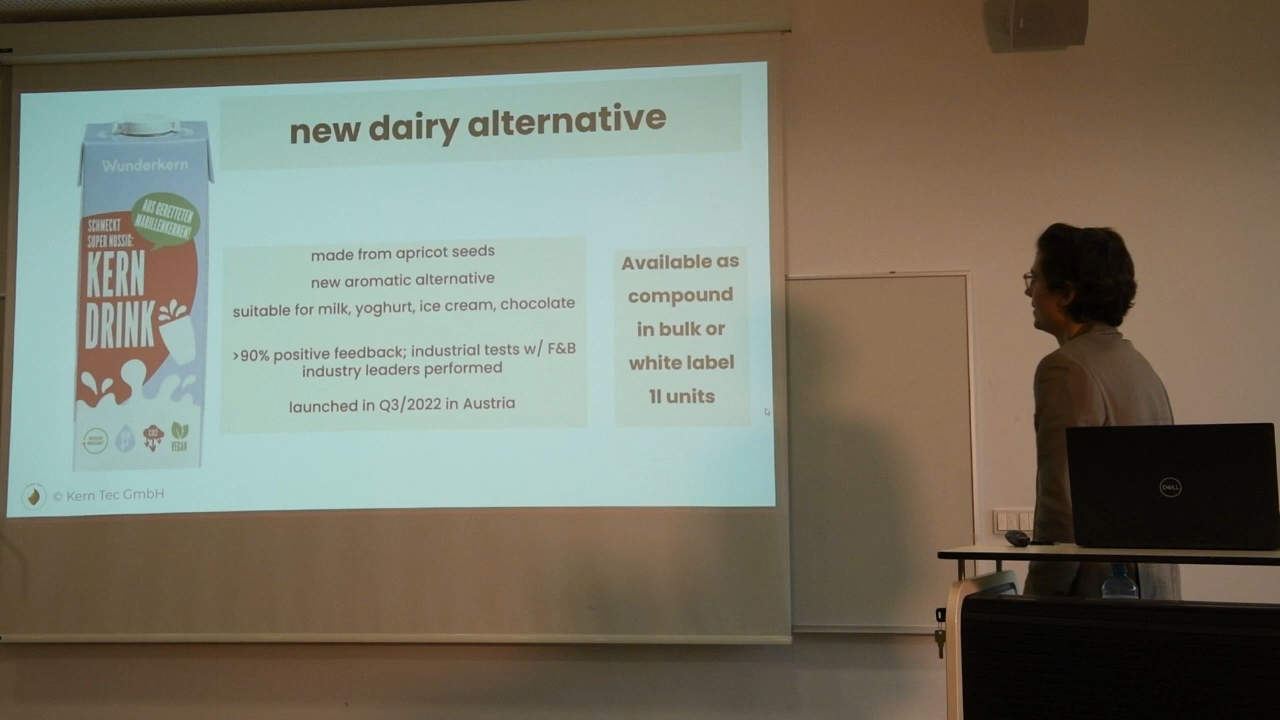 new dairy alternative
Wunderkern
AUS GERETTETEN
MARILLENKERNEN!
SCHMECKT
SUPER NUSSIG:
KERN
DRINK
VEGAN
made from apricot seeds
new aromatic alternative
suitable for milk, yoghurt, ice cream, chocolate
>90% positive feedback; industrial tests w/ F&B
industry leaders performed
launched in Q3/2022 in Austria
Available as
compound
in bulk or
white label
1l units
© Kern Tec GmbH
DELL